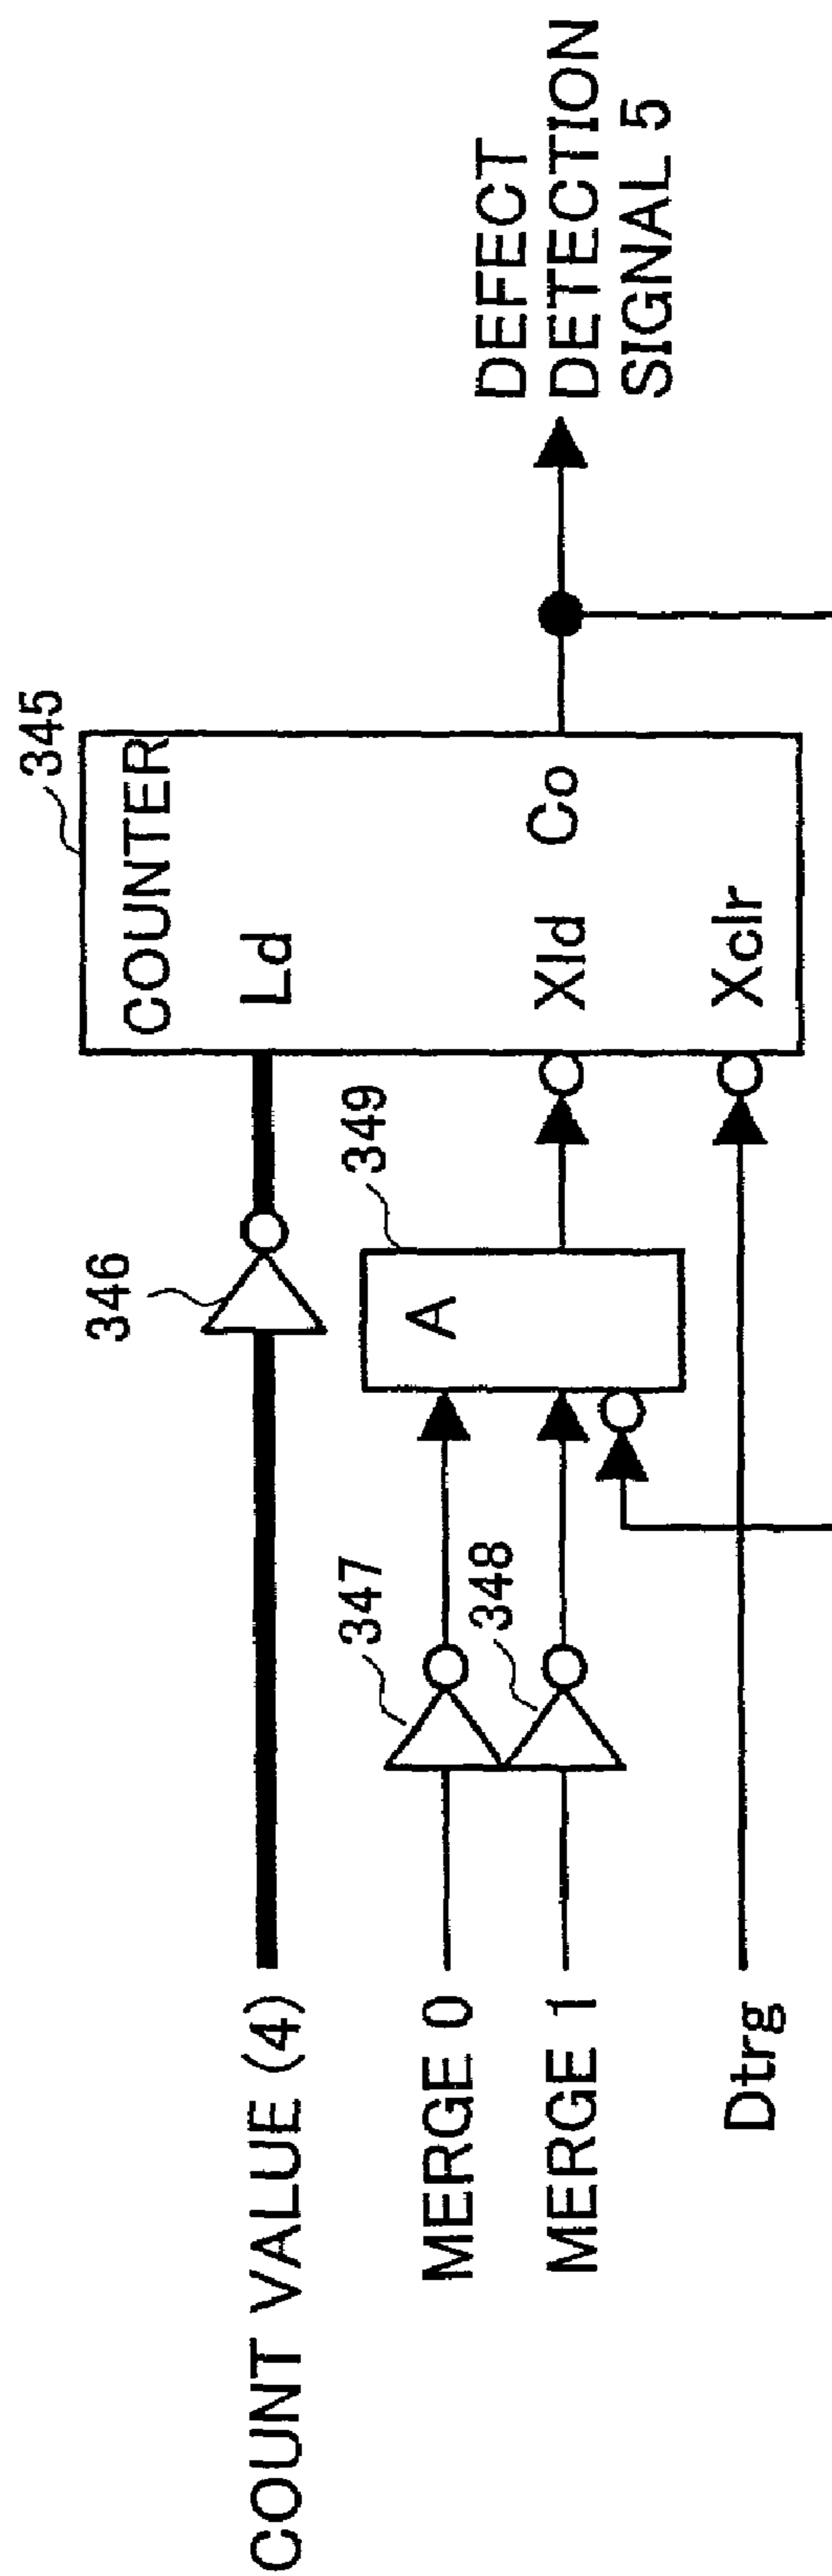 COUNT VALUE (4)
MERGE 0
MERGE 1
Dtrg
346
347
348
349
A
345
COUNTER
Ld
Xld
Co
Xclr
DEFECT
DETECTION
SIGNAL 5